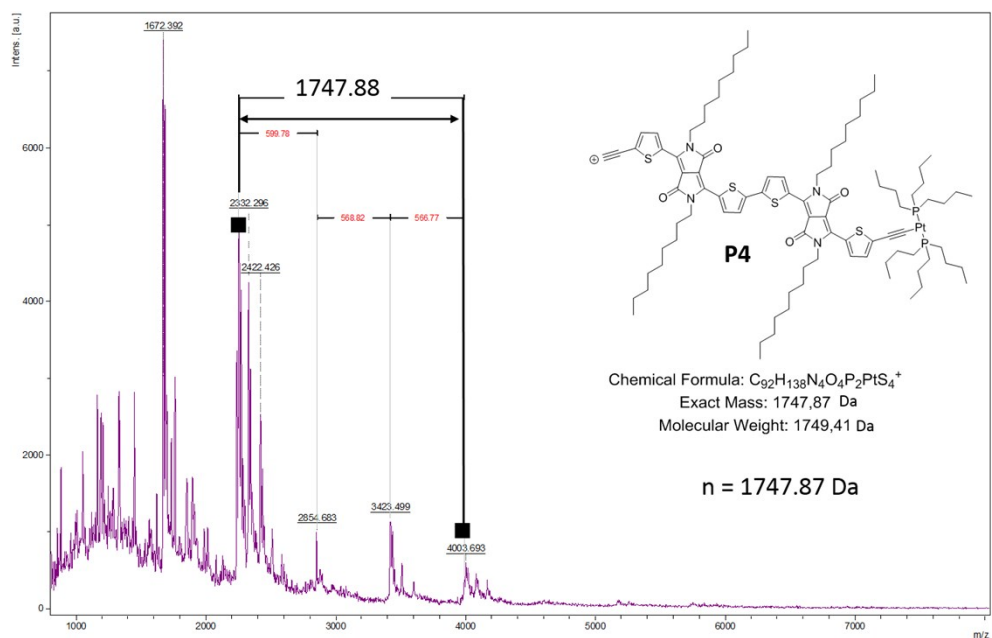 Intens. [a.u.]
1672.392
1747.88
599.78
6000
2332.296
568.82
566.77
2422.426
4000
2000
3423.499
2854.683
4003.693
0
1000
2000
3000
4000
5000
6000
7000
m/z
N
O
S
S
S
N
O
O
N
S
N
O
P
Pt
P
P4
Chemical Formula: C₉₂H₁₃₈N₄O₄P₂PtS₄⁺
Exact Mass: 1747,87 Da
Molecular Weight: 1749,41 Da
n = 1747.87 Da